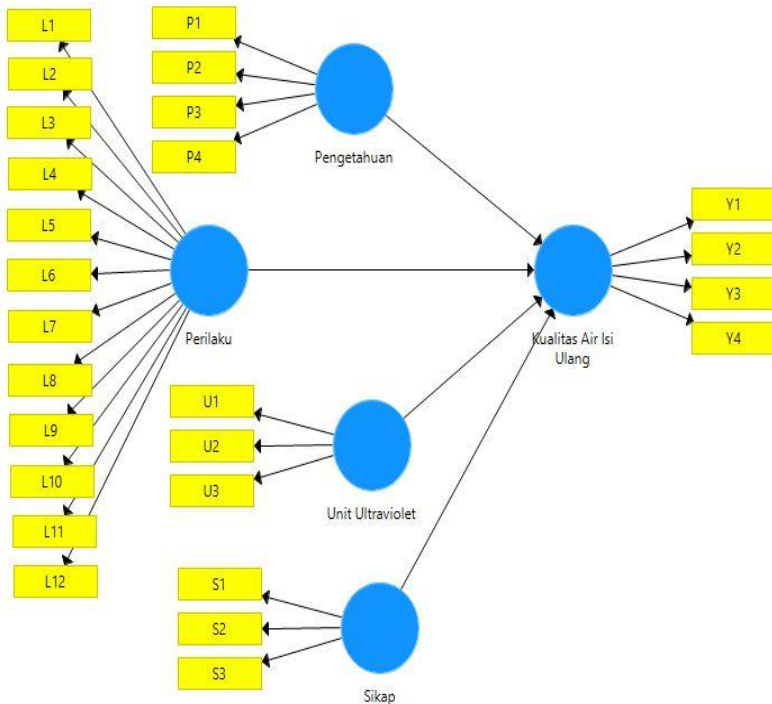 L1
L2
L3
L4
L5
L6
L7
L8
L9
L10
L11
L12
Perilaku
P1
P2
P3
P4
Pengetahuan
U1
U2
U3
Unit Ultraviolet
S1
S2
S3
Sikap
Kualitas Air Isi
Ulang
Y1
Y2
Y3
Y4